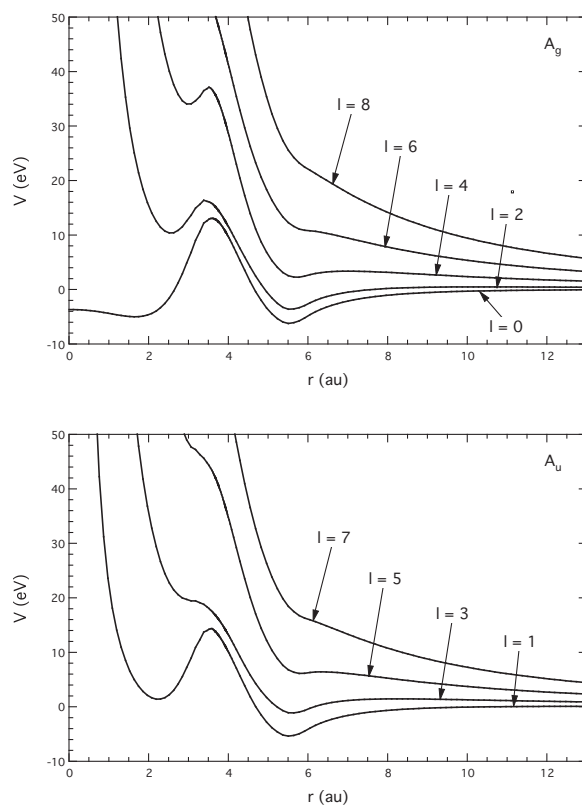 50
A_g
40
l = 8
30
l = 6
V (eV)
20
l = 4
l = 2
10
0
l = 0
-10
0 2 4 6 8 10 12
r (au)
50
A_u
40
30
l = 7
l = 5
V (eV)
20
l = 3
l = 1
10
0
-10
0 2 4 6 8 10 12
r (au)